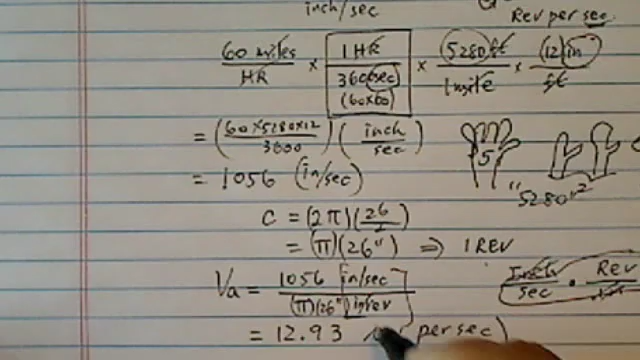 inch/sec
Rev per sec
60 miles 1 HR 5280 ft 12 in
HR × 3600 sec × 1 mile × ft
(60×60)
= (60×5280×12 / 3600) (inch / sec)
5
= 1056 (in/sec)
"5280"
C = (2π)(26/2)
= (π)(26") ⇒ 1 REV
Va = 1056 in/sec / (π)(26") in/rev
Inch/sec · Rev/in
= 12.93 per sec)